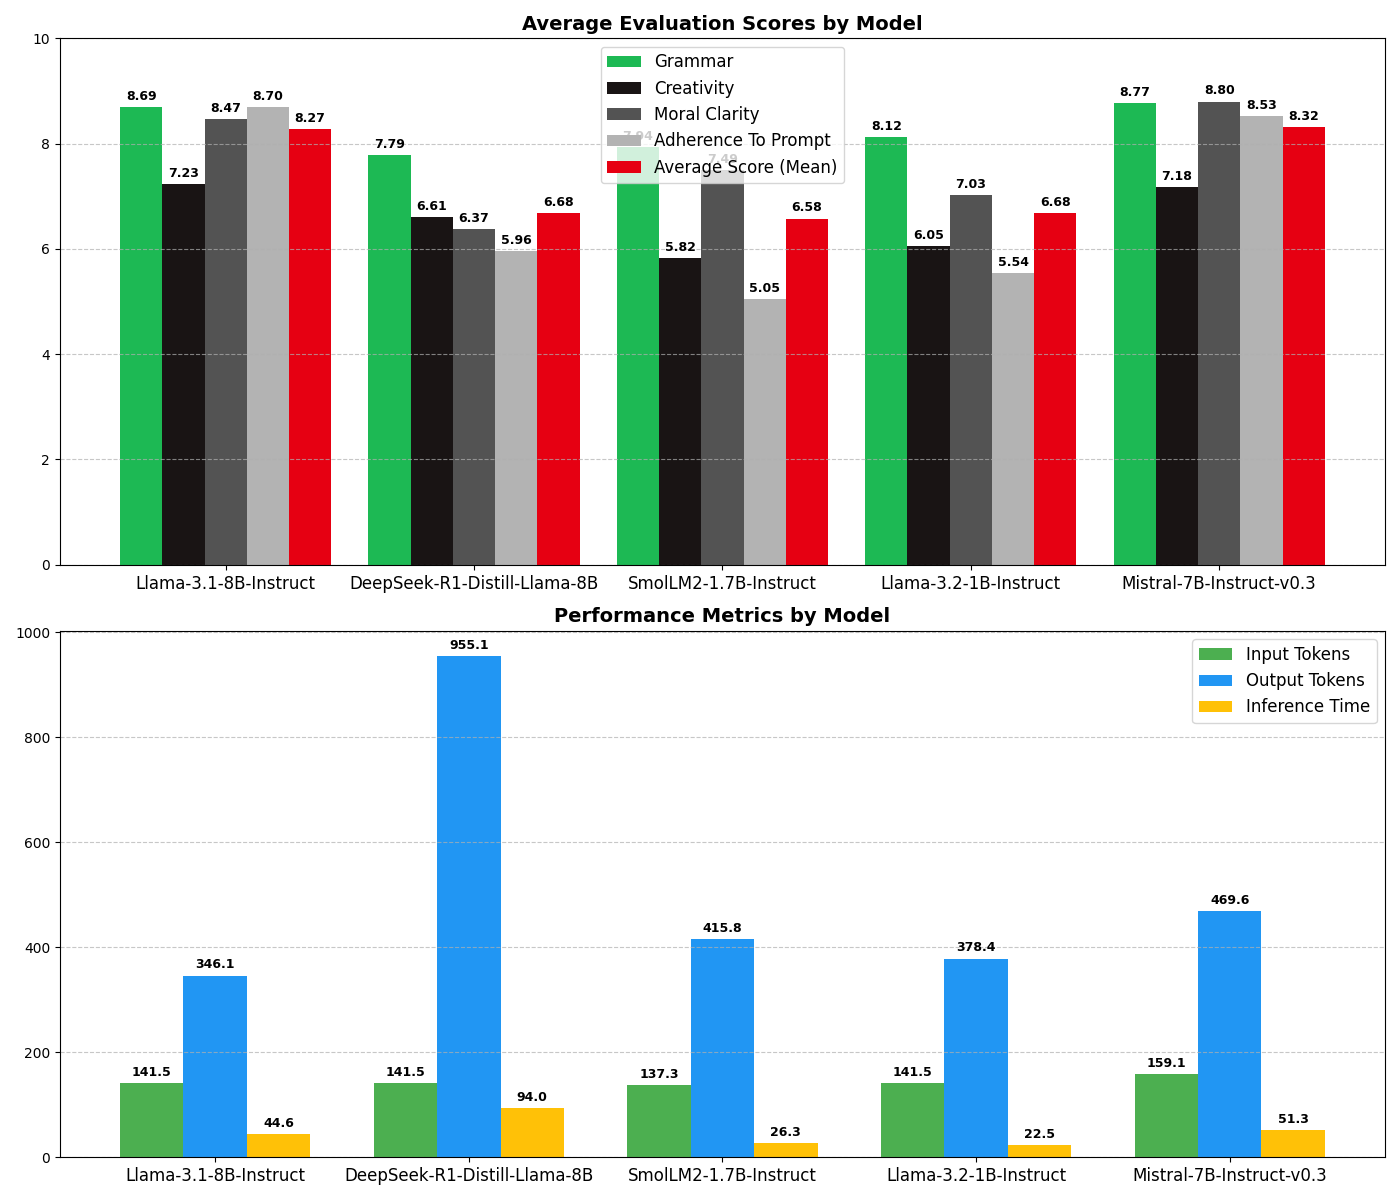 Average Evaluation Scores by Model
10
8
6
4
2
0
Grammar
Creativity
Moral Clarity
Adherence To Prompt
Average Score (Mean)
8.69
7.23
8.47
8.70
8.27
7.79
6.61
6.37
5.96
6.68
7.94
5.82
7.49
5.05
6.58
8.12
6.05
7.03
5.54
6.68
8.77
7.18
8.80
8.53
8.32
Llama-3.1-8B-Instruct
DeepSeek-R1-Distill-Llama-8B
SmolLM2-1.7B-Instruct
Llama-3.2-1B-Instruct
Mistral-7B-Instruct-v0.3
Performance Metrics by Model
1000
800
600
400
200
0
Input Tokens
Output Tokens
Inference Time
141.5
346.1
44.6
141.5
955.1
94.0
137.3
415.8
26.3
141.5
378.4
22.5
159.1
469.6
51.3
Llama-3.1-8B-Instruct
DeepSeek-R1-Distill-Llama-8B
SmolLM2-1.7B-Instruct
Llama-3.2-1B-Instruct
Mistral-7B-Instruct-v0.3